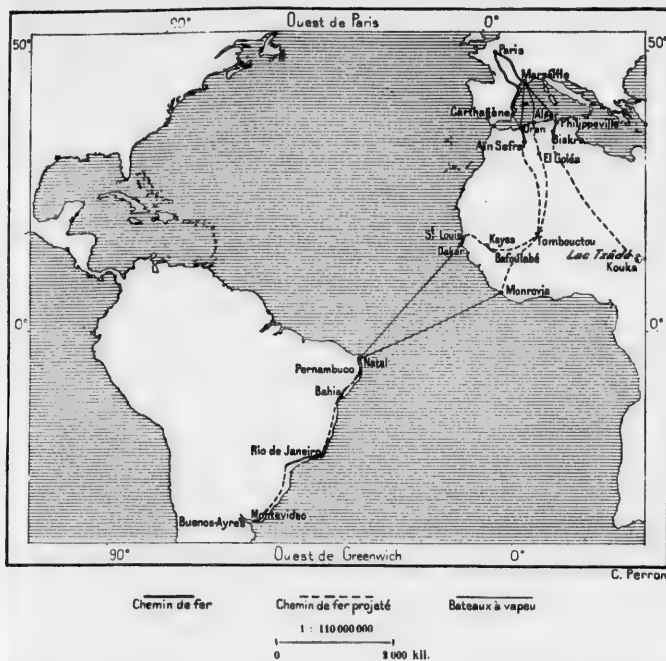 90° Ouest de Paris 0°
50° 50°
Paris
Marseille
Carthagène Alger Philippeville
Oran Biskra
Aïn Sefra
El Goléa
St Louis Kayes Tombouctou
Dakar Bafoulabé Lac Tzâdé
Kouka
Monrovia
0° 0°
Natal
Pernambuco
Bahia
Rio de Janeiro
Montevideo
Buenos-Ayres
90° Ouest de Greenwich 0°
C. Perron
Chemin de fer Chemin de fer projeté Bateaux à vapeu
1 : 110 000 000
0 2 000 kil.